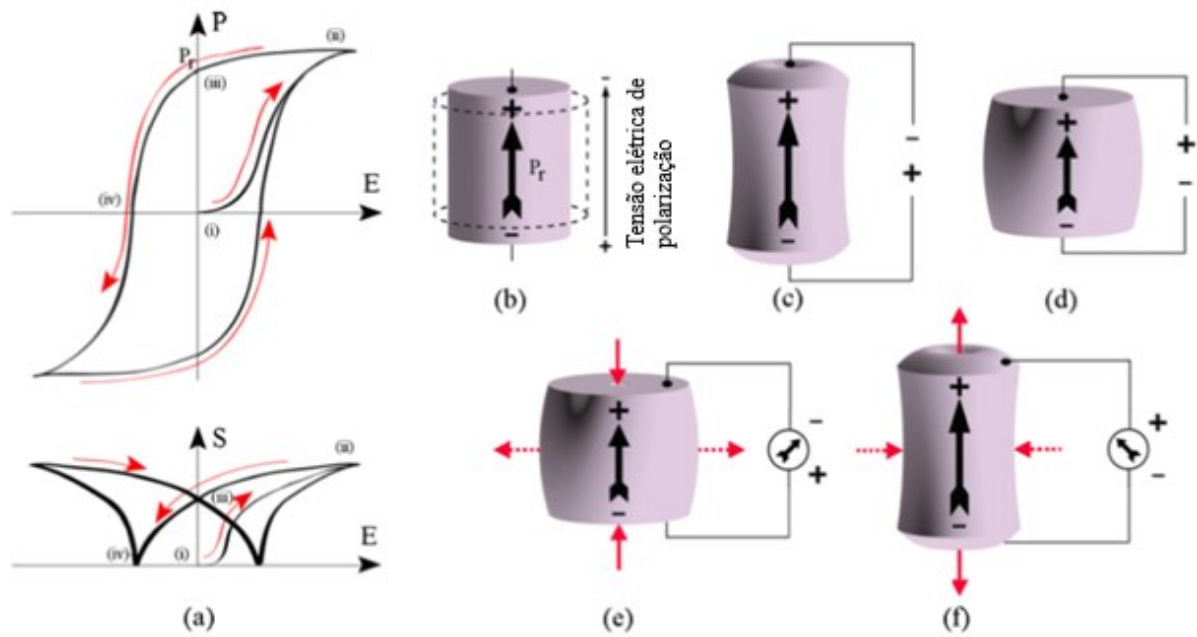 P
Pr
(ii)
(iii)
(iv)
(i)
E
S
(ii)
(iii)
(iv)
(i)
E
(a)
+
Pr
-
-
+
Tensão elétrica de
polarização
(b)
+
-
-
+
(c)
+
-
+
-
(d)
+
-
-
+
(e)
+
-
+
-
(f)